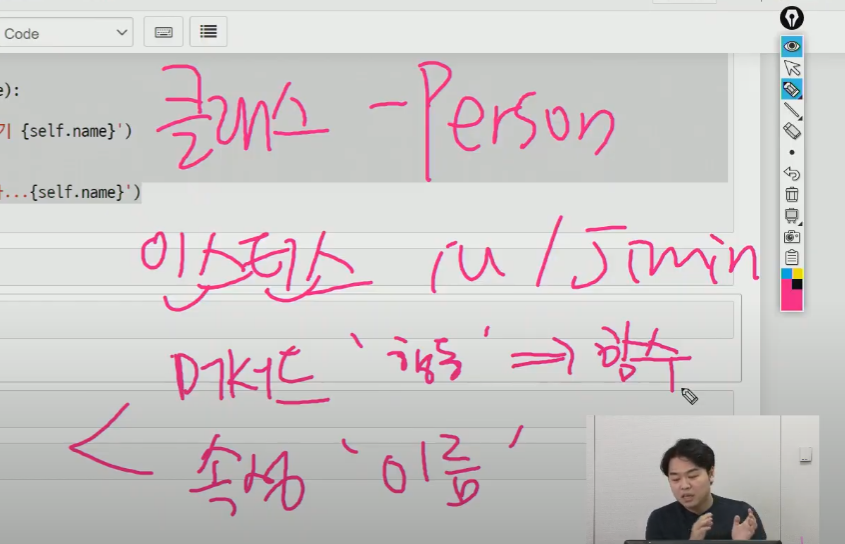 Code
e):
기 {self.name}')
...{self.name}')
클래스 - Person
인스턴스 iu / Jimin
메서드 '행동' => 함수
속성 '이름'